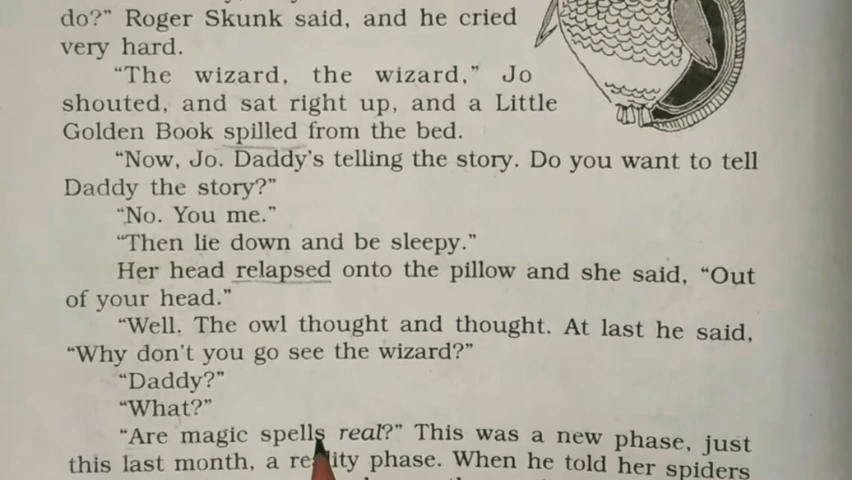 do?" Roger Skunk said, and he cried
very hard.
"The wizard, the wizard," Jo
shouted, and sat right up, and a Little
Golden Book spilled from the bed.
"Now, Jo. Daddy's telling the story. Do you want to tell
Daddy the story?"
"No. You me."
"Then lie down and be sleepy."
Her head relapsed onto the pillow and she said, "Out
of your head."
"Well. The owl thought and thought. At last he said,
"Why don't you go see the wizard?"
"Daddy?"
"What?"
"Are magic spells real?" This was a new phase, just
this last month, a reality phase. When he told her spiders